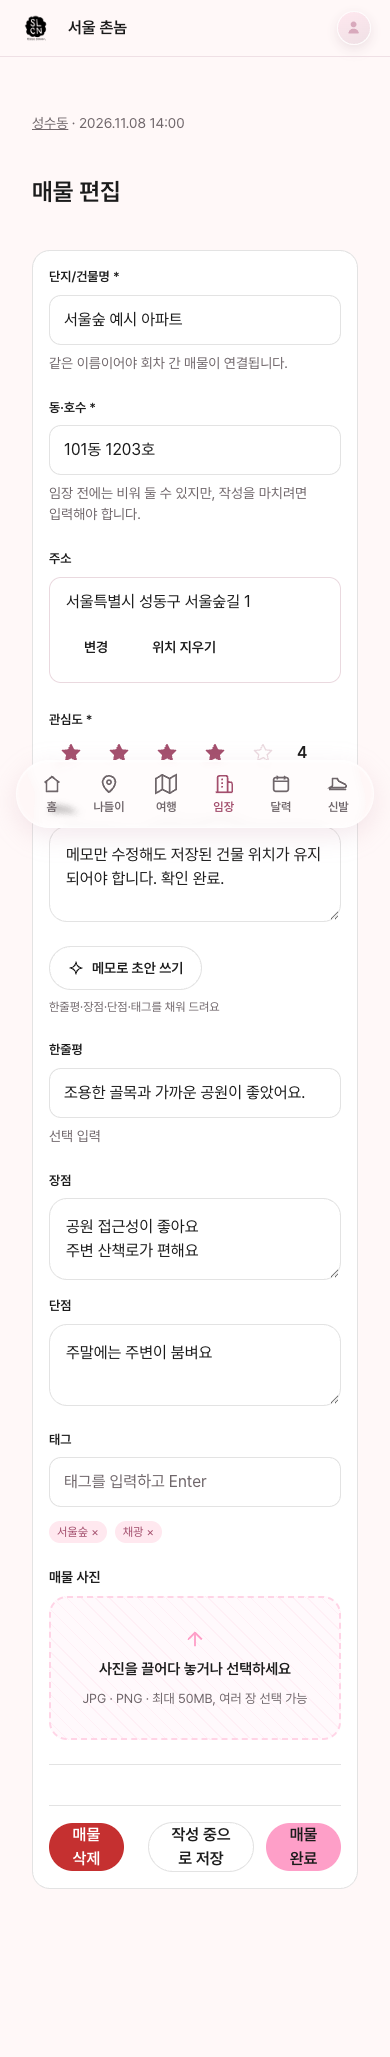 SL
CN
서울 촌놈
성수동 · 2026.11.08 14:00
매물 편집
단지/건물명 *
서울숲 예시 아파트
같은 이름이어야 회차 간 매물이 연결됩니다.
동·호수 *
101동 1203호
임장 전에는 비워 둘 수 있지만, 작성을 마치려면
입력해야 합니다.
주소
서울특별시 성동구 서울숲길 1
변경 위치 지우기
관심도 *
4
홈 나들이 여행 임장 달력 신발
메모만 수정해도 저장된 건물 위치가 유지
되어야 합니다. 확인 완료.
메모로 초안 쓰기
한줄평·장점·단점·태그를 채워 드려요
한줄평
조용한 골목과 가까운 공원이 좋았어요.
선택 입력
장점
공원 접근성이 좋아요
주변 산책로가 편해요
단점
주말에는 주변이 붐벼요
태그
태그를 입력하고 Enter
서울숲 × 채광 ×
매물 사진
사진을 끌어다 놓거나 선택하세요
JPG · PNG · 최대 50MB, 여러 장 선택 가능
매물
삭제
작성 중으
로 저장
매물
완료